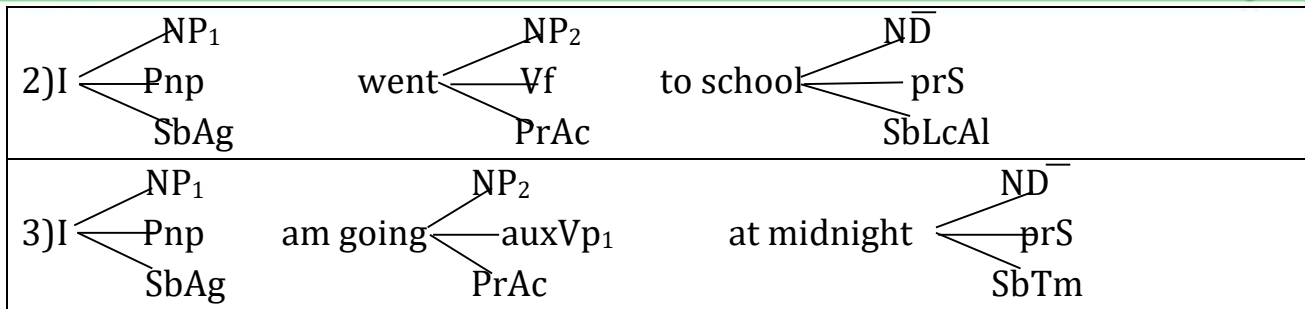 NP₁ NP₂ ND̅
2)I Pnp went Vf to school prS
SbAg PrAc SbLcAl
NP₁ NP₂ ND̅
3)I Pnp am going auxVp₁ at midnight prS
SbAg PrAc SbTm